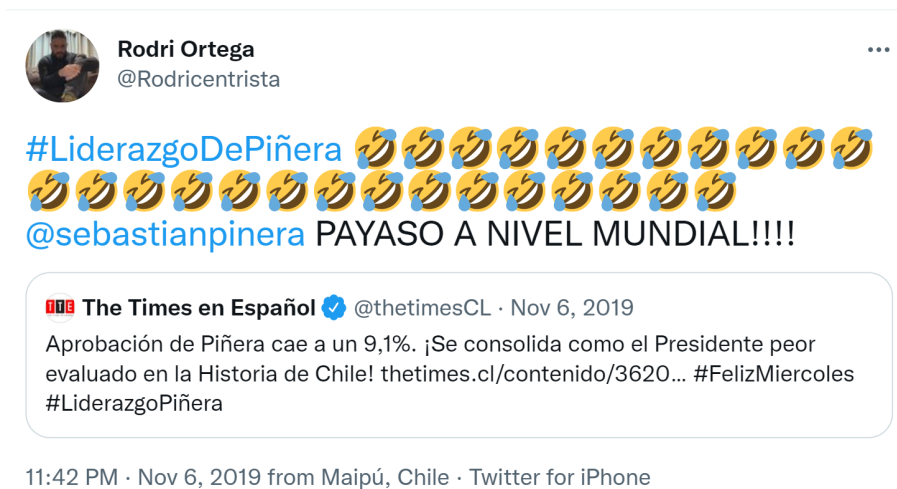 Rodri Ortega
@Rodricentrista
#LiderazgoDePiñera 🤣🤣🤣🤣🤣🤣🤣🤣🤣🤣🤣
🤣🤣🤣🤣🤣🤣🤣🤣🤣🤣🤣🤣🤣🤣🤣
@sebastianpinera PAYASO A NIVEL MUNDIAL!!!!
TTE The Times en Español @thetimesCL · Nov 6, 2019
Aprobación de Piñera cae a un 9,1%. ¡Se consolida como el Presidente peor
evaluado en la Historia de Chile! thetimes.cl/contenido/3620… #FelizMiercoles
#LiderazgoPiñera
11:42 PM · Nov 6, 2019 from Maipú, Chile · Twitter for iPhone